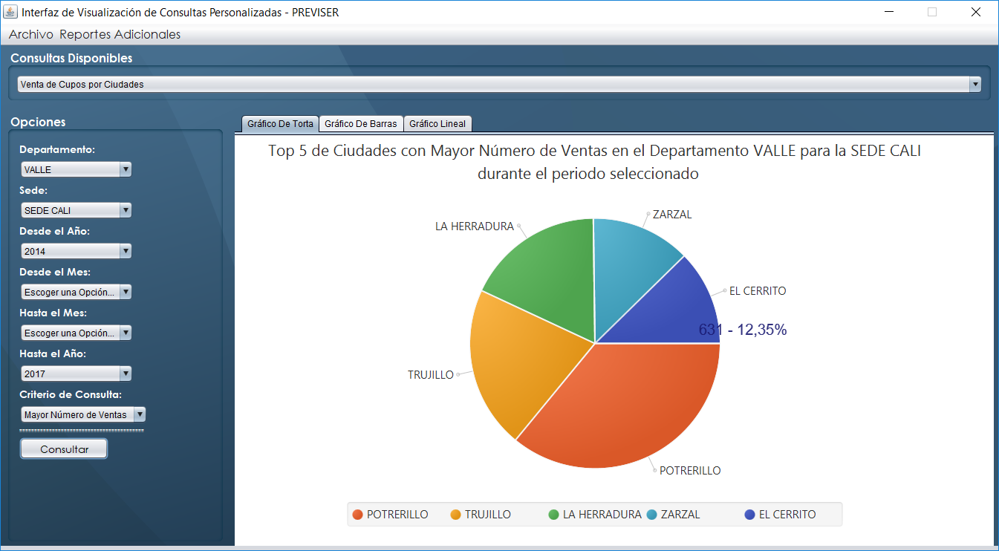 Interfaz de Visualización de Consultas Personalizadas - PREVISER
Archivo Reportes Adicionales
Consultas Disponibles
Venta de Cupos por Ciudades
Opciones
Departamento:
VALLE
Sede:
SEDE CALI
Desde el Año:
2014
Desde el Mes:
Escoger una Opción...
Hasta el Mes:
Escoger una Opción...
Hasta el Año:
2017
Criterio de Consulta:
Mayor Número de Ventas
Consultar
Gráfico De Torta Gráfico De Barras Gráfico Lineal
Top 5 de Ciudades con Mayor Número de Ventas en el Departamento VALLE para la SEDE CALI
durante el periodo seleccionado
ZARZAL
LA HERRADURA
EL CERRITO
631 - 12,35%
TRUJILLO
POTRERILLO
POTRERILLO TRUJILLO LA HERRADURA ZARZAL EL CERRITO